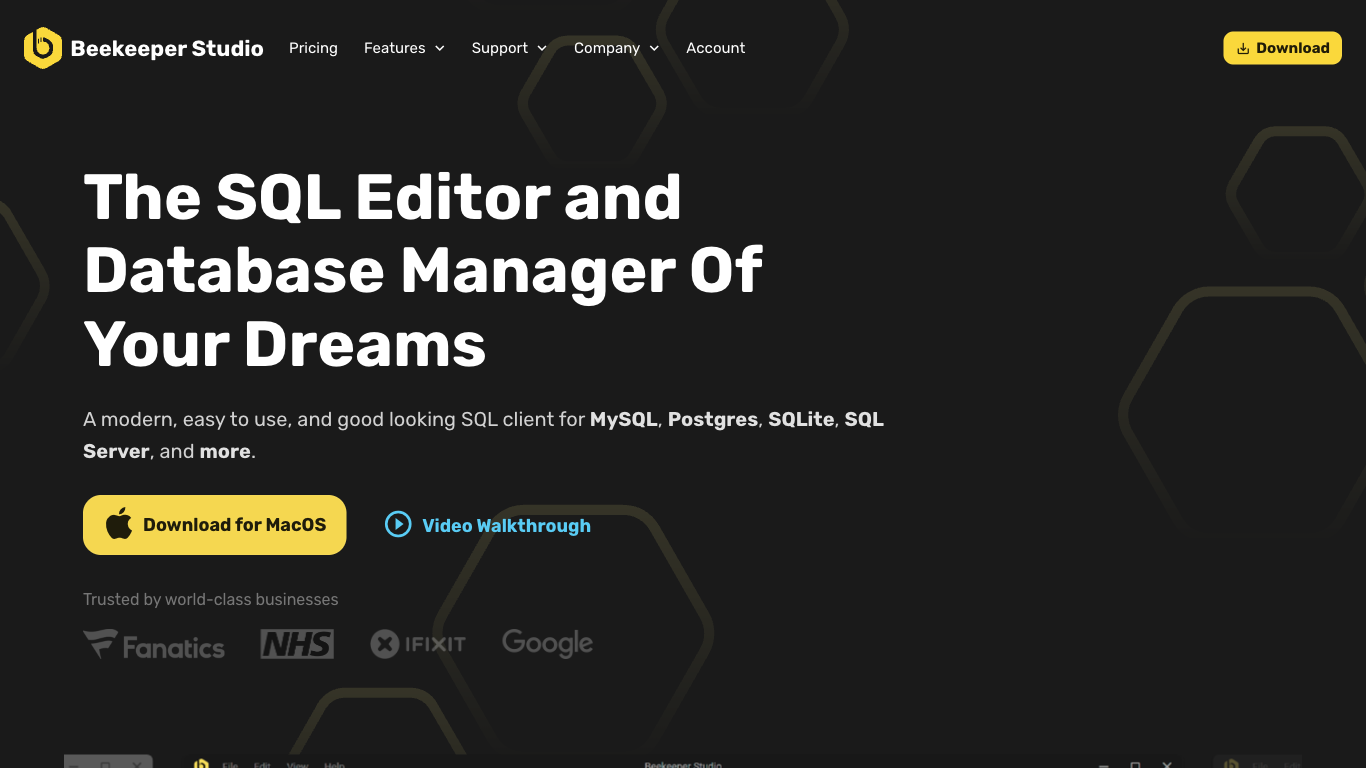 Beekeeper Studio
Pricing
Features
Support
Company
Account
Download
The SQL Editor and
Database Manager Of
Your Dreams
A modern, easy to use, and good looking SQL client for MySQL, Postgres, SQLite, SQL
Server, and more.
Download for MacOS
Video Walkthrough
Trusted by world-class businesses
Fanatics
NHS
IFIXIT
Google
File Edit View Help
Beekeeper Studio
File Edit